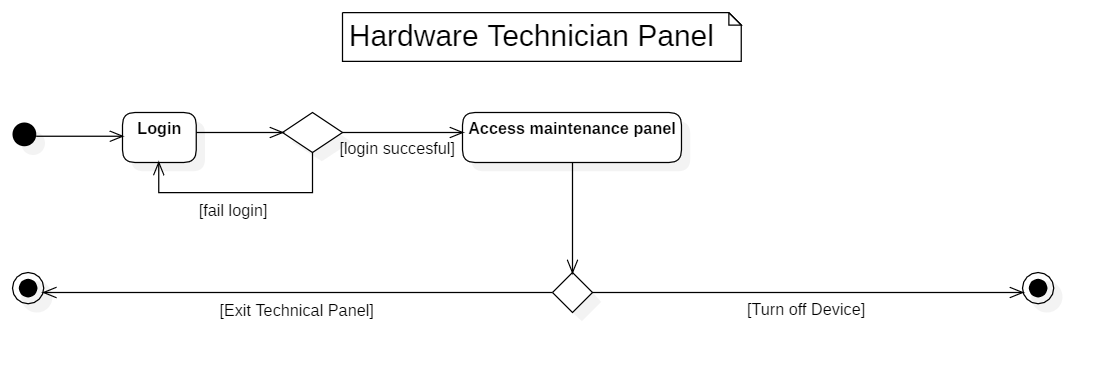 Hardware Technician Panel
Login
Access maintenance panel
[login succesful]
[fail login]
[Exit Technical Panel]
[Turn off Device]